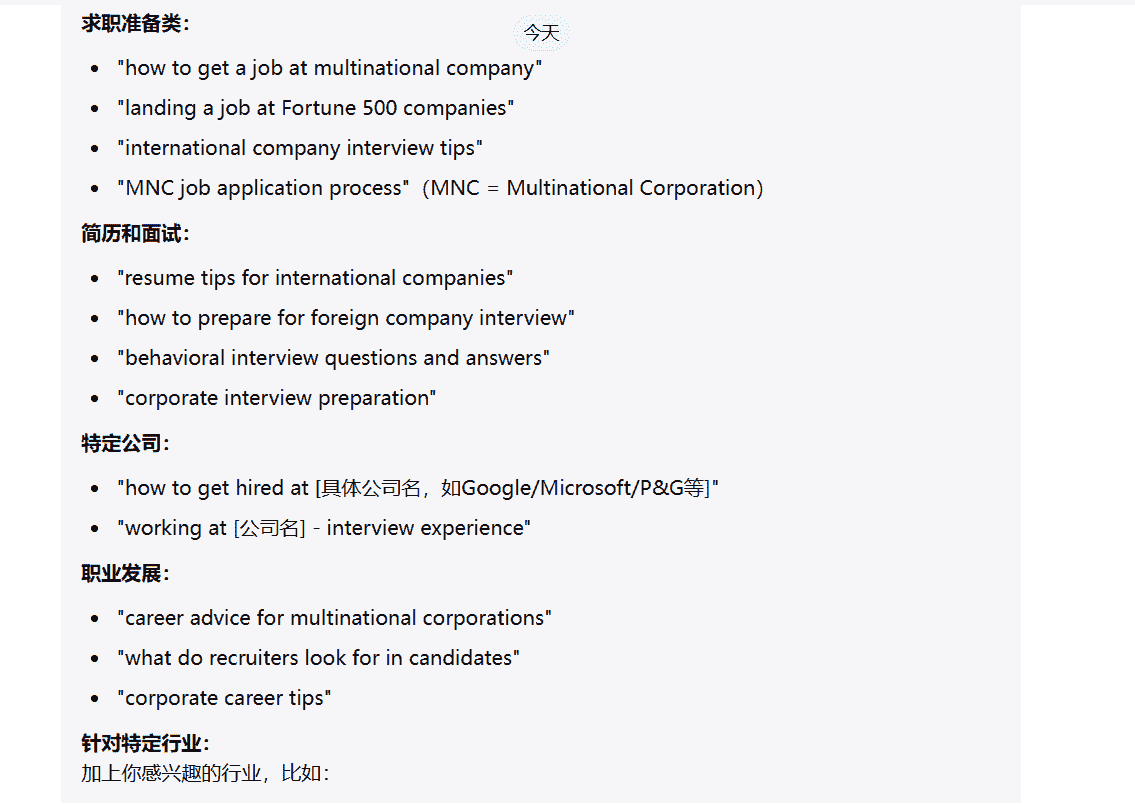 求职准备类：
今天
"how to get a job at multinational company"
"landing a job at Fortune 500 companies"
"international company interview tips"
"MNC job application process"（MNC = Multinational Corporation）
简历和面试：
"resume tips for international companies"
"how to prepare for foreign company interview"
"behavioral interview questions and answers"
"corporate interview preparation"
特定公司：
"how to get hired at [具体公司名，如Google/Microsoft/P&G等]"
"working at [公司名] - interview experience"
职业发展：
"career advice for multinational corporations"
"what do recruiters look for in candidates"
"corporate career tips"
针对特定行业：
加上你感兴趣的行业，比如：